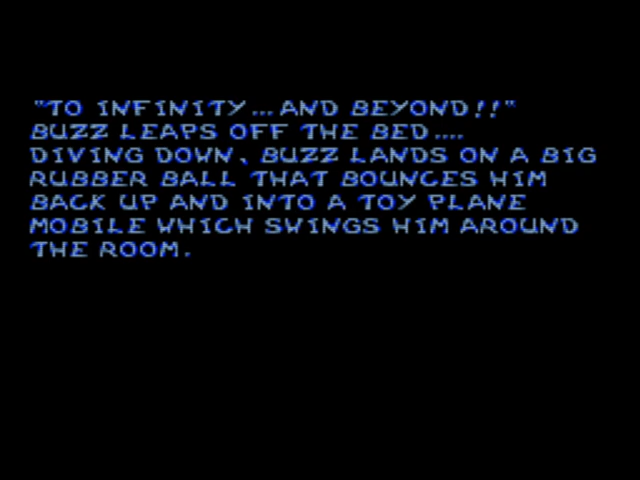 "TO INFINITY...AND BEYOND!!"
BUZZ LEAPS OFF THE BED....
DIVING DOWN, BUZZ LANDS ON A BIG
RUBBER BALL THAT BOUNCES HIM
BACK UP AND INTO A TOY PLANE
MOBILE WHICH SWINGS HIM AROUND
THE ROOM.